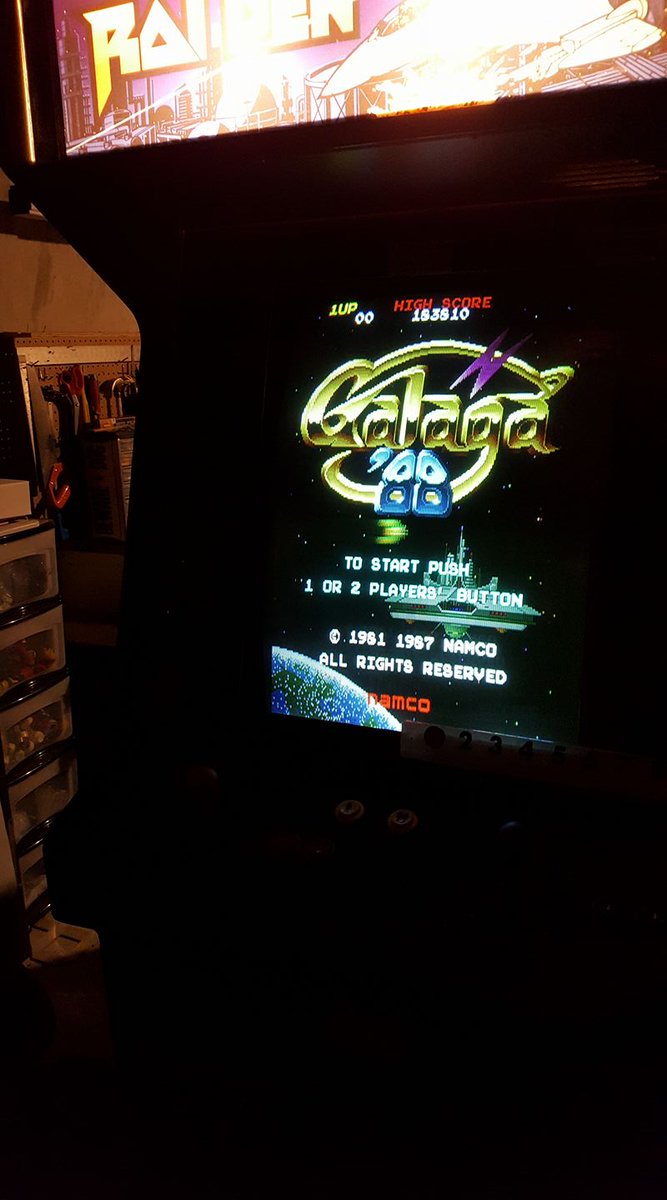 RAIDEN
1UP HIGH SCORE
00 183810
Galaga
'88
TO START PUSH
1 OR 2 PLAYERS' BUTTON
© 1981 1987 NAMCO
ALL RIGHTS RESERVED
namco
2 3 4 5